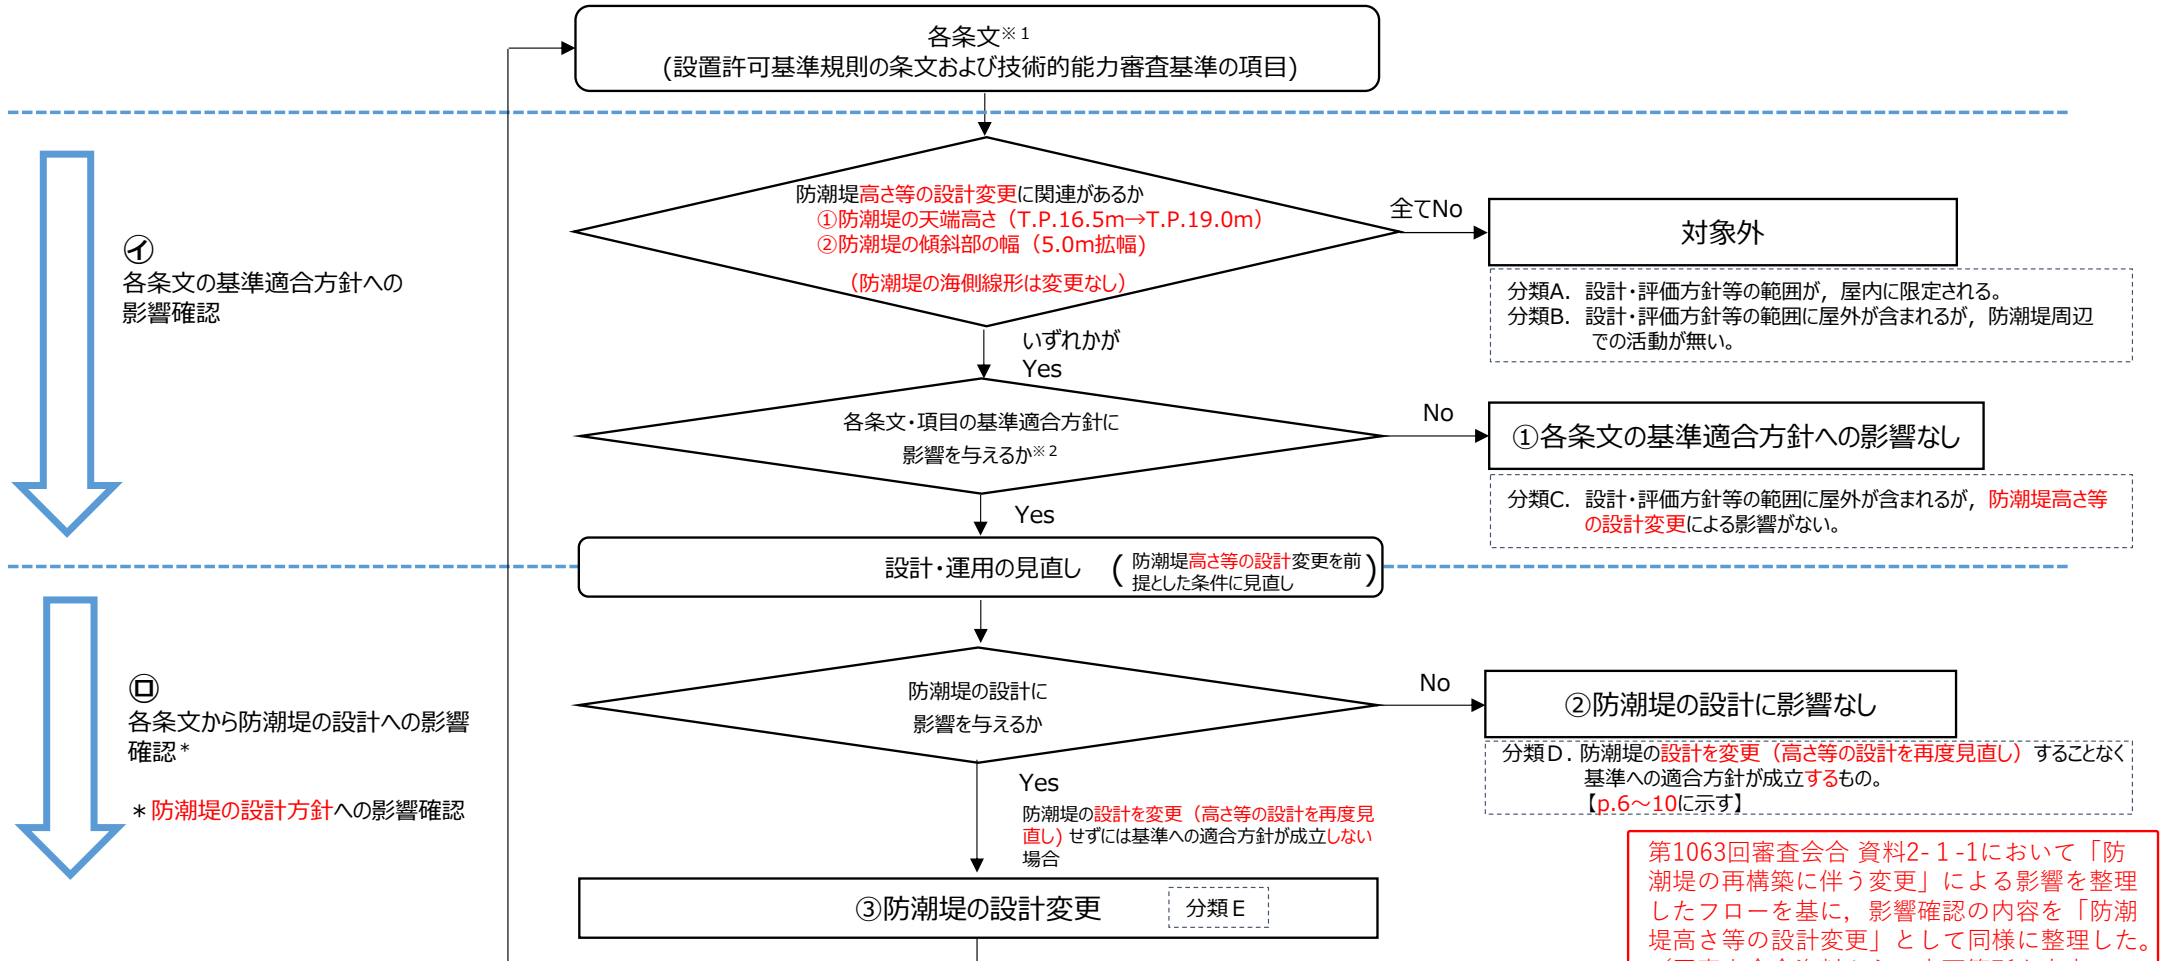 各条文※１
(設置許可基準規則の条文および技術的能力審査基準の項目)
㋑
各条文の基準適合方針への
影響確認
防潮堤高さ等の設計変更に関連があるか
①防潮堤の天端高さ（T.P.16.5m→T.P.19.0m）
②防潮堤の傾斜部の幅（5.0m拡幅)
（防潮堤の海側線形は変更なし）
全てNo
対象外
分類A. 設計・評価方針等の範囲が，屋内に限定される。
分類B. 設計・評価方針等の範囲に屋外が含まれるが，防潮堤周辺
での活動が無い。
いずれかが
Yes
各条文・項目の基準適合方針に
影響を与えるか※２
No
①各条文の基準適合方針への影響なし
分類C. 設計・評価方針等の範囲に屋外が含まれるが，防潮堤高さ等
の設計変更による影響がない。
Yes
設計・運用の見直し
(防潮堤高さ等の設計変更を前
提とした条件に見直し)
㋺
各条文から防潮堤の設計への影響
確認*
*防潮堤の設計方針への影響確認
防潮堤の設計に
影響を与えるか
No
②防潮堤の設計に影響なし
分類Ｄ. 防潮堤の設計を変更（高さ等の設計を再度見直し）することなく
基準への適合方針が成立するもの。
【p.6～10に示す】
Yes
防潮堤の設計を変更（高さ等の設計を再度見
直し) せずには基準への適合方針が成立しない
場合
③防潮堤の設計変更
分類Ｅ
第1063回審査会合 資料2-１-1において「防
潮堤の再構築に伴う変更」による影響を整理
したフローを基に，影響確認の内容を「防潮
堤高さ等の設計変更」として同様に整理した。